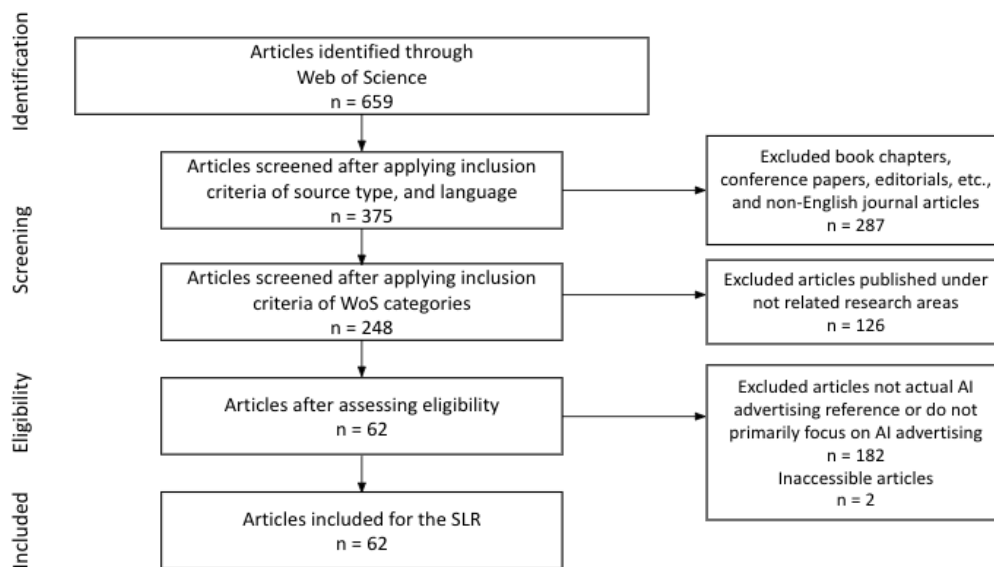 Identification
Articles identified through
Web of Science
n = 659
Screening
Articles screened after applying inclusion
criteria of source type, and language
n = 375
Excluded book chapters,
conference papers, editorials, etc.,
and non-English journal articles
n = 287
Articles screened after applying inclusion
criteria of WoS categories
n = 248
Excluded articles published under
not related research areas
n = 126
Eligibility
Articles after assessing eligibility
n = 62
Excluded articles not actual AI
advertising reference or do not
primarily focus on AI advertising
n = 182
Inaccessible articles
n = 2
Included
Articles included for the SLR
n = 62